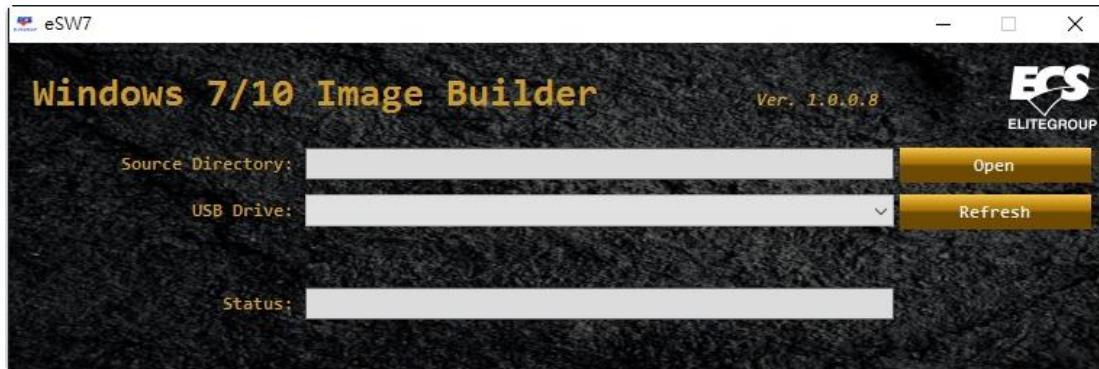 eSW7
Windows 7/10 Image Builder
Ver. 1.0.0.8
ECS
ELITEGROUP
Source Directory:
Open
USB Drive:
Refresh
Status: